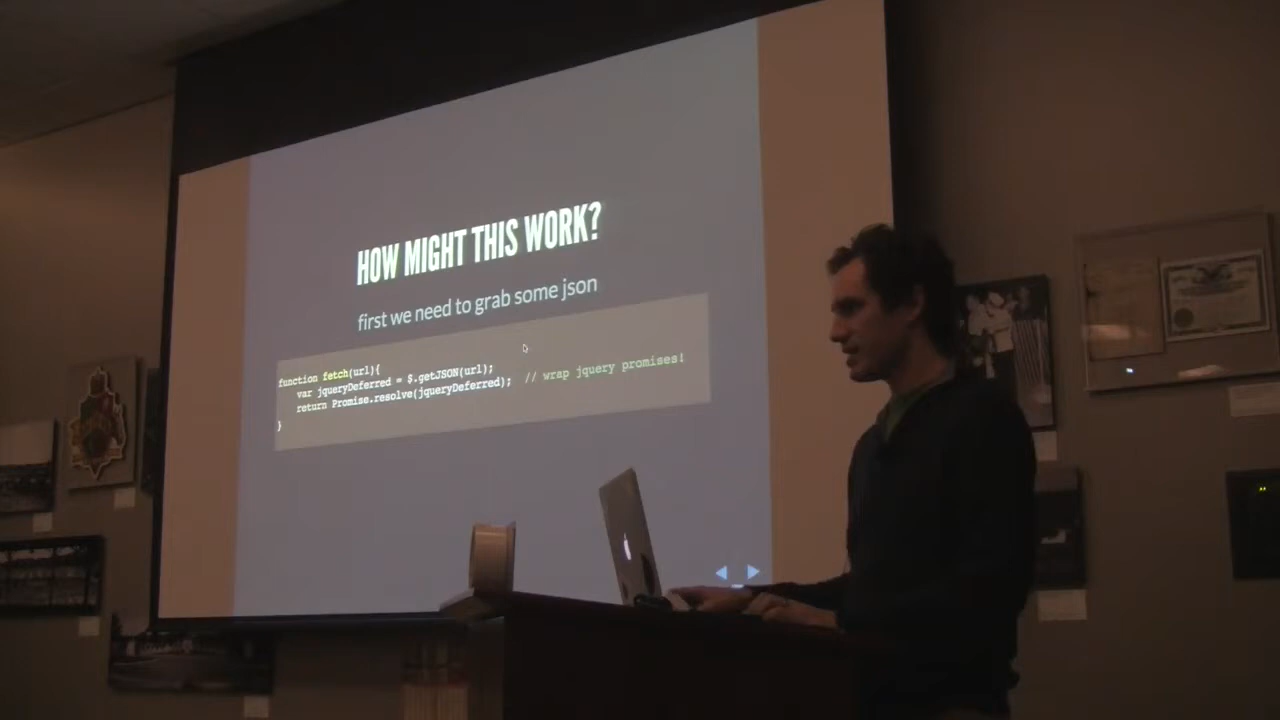 HOW MIGHT THIS WORK?
first we need to grab some json
function fetch(url){
    var jqueryDeferred = $.getJSON(url);
    return Promise.resolve(jqueryDeferred);  // wrap jquery promises!
}